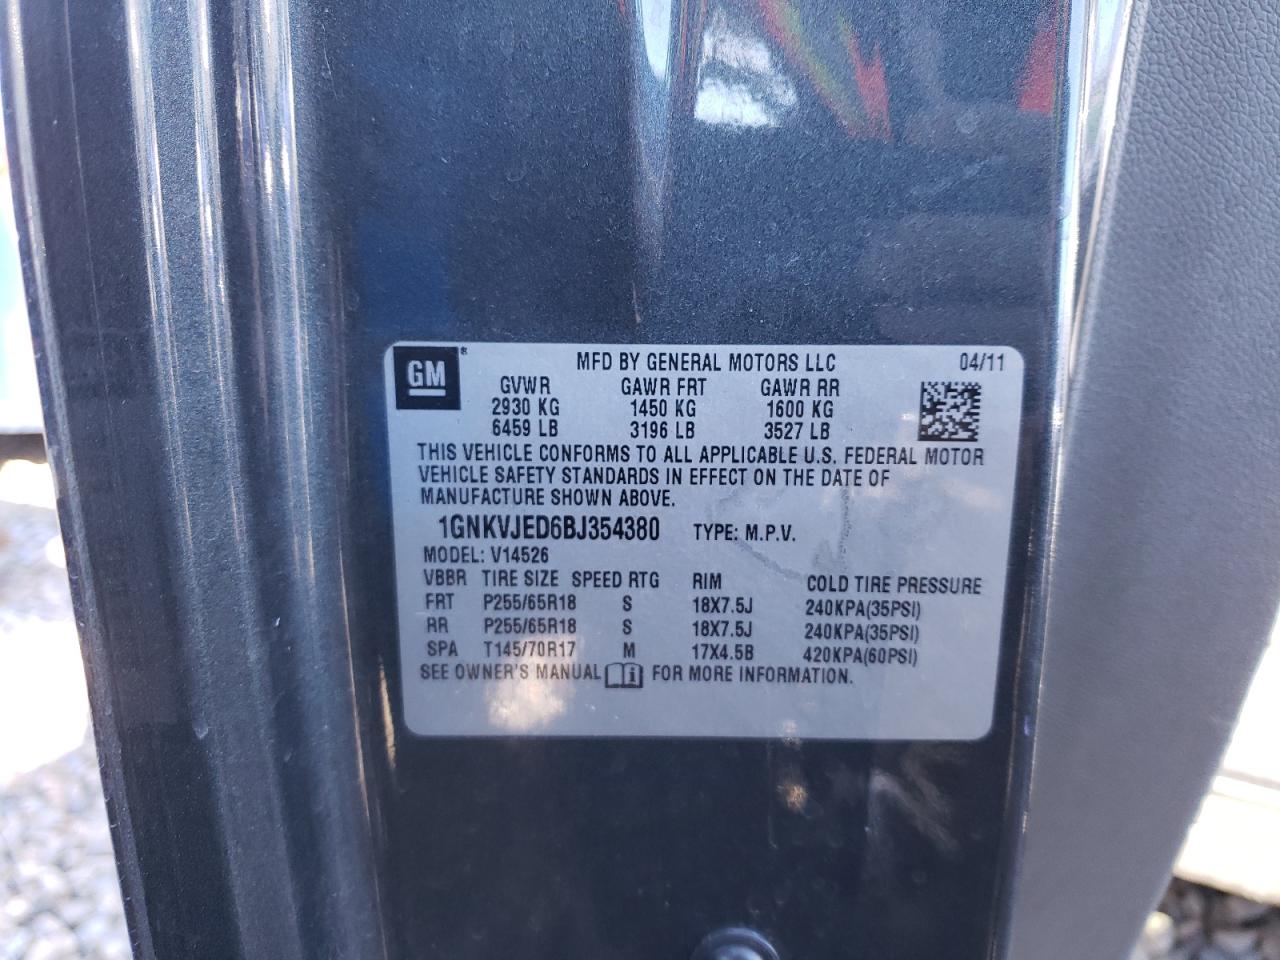 GM® MFD BY GENERAL MOTORS LLC 04/11
GVWR GAWR FRT GAWR RR
2930 KG 1450 KG 1600 KG
6459 LB 3196 LB 3527 LB
THIS VEHICLE CONFORMS TO ALL APPLICABLE U.S. FEDERAL MOTOR
VEHICLE SAFETY STANDARDS IN EFFECT ON THE DATE OF
MANUFACTURE SHOWN ABOVE.
1GNKVJED6BJ354380 TYPE: M.P.V.
MODEL: V14526
VBBR TIRE SIZE SPEED RTG RIM COLD TIRE PRESSURE
FRT P255/65R18 S 18X7.5J 240KPA(35PSI)
RR P255/65R18 S 18X7.5J 240KPA(35PSI)
SPA T145/70R17 M 17X4.5B 420KPA(60PSI)
SEE OWNER'S MANUAL i FOR MORE INFORMATION.